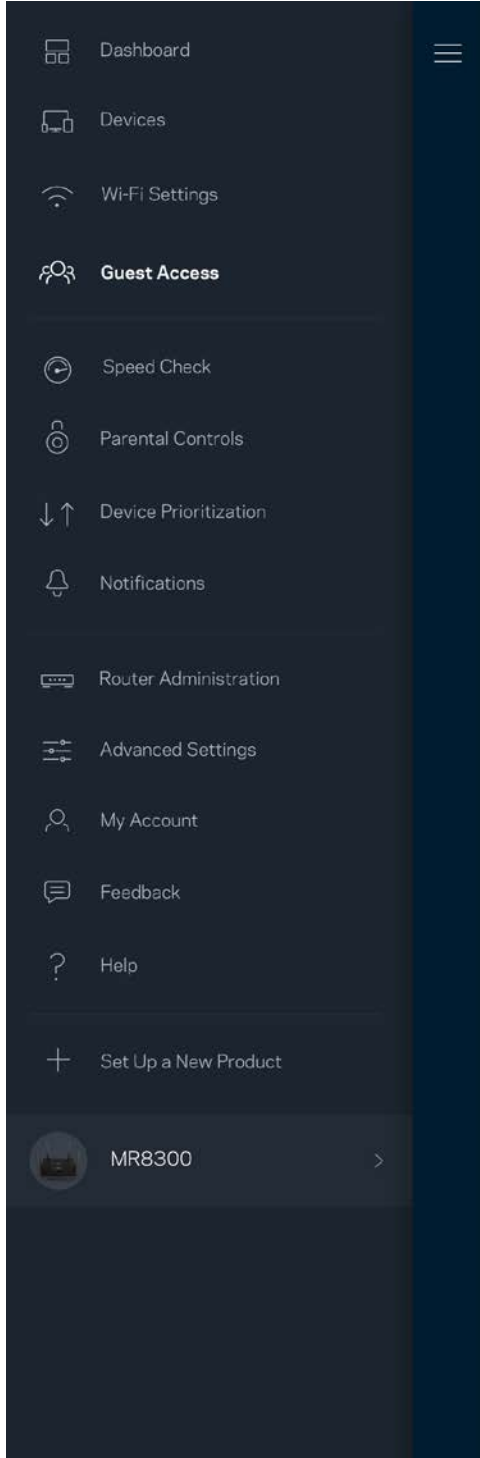 Dashboard
Devices
Wi-Fi Settings
Guest Access
Speed Check
Parental Controls
Device Prioritization
Notifications
Router Administration
Advanced Settings
My Account
Feedback
Help
Set Up a New Product
MR8300